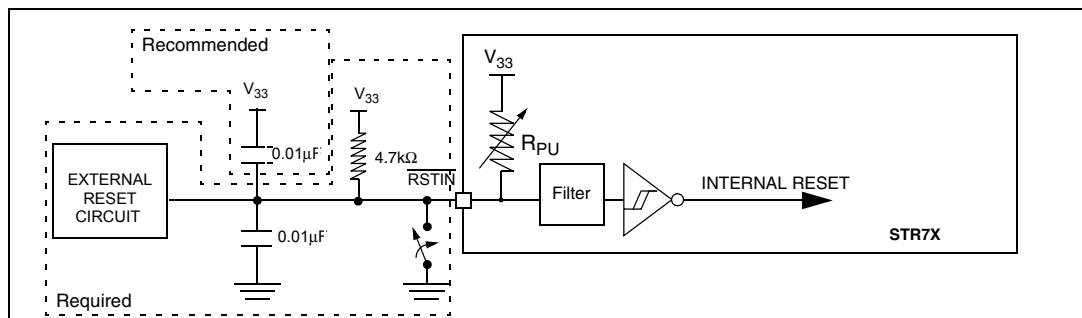 Recommended
V33
0.01μF
V33
4.7kΩ
RSTIN
EXTERNAL
RESET
CIRCUIT
0.01μF
Required
V33
RPU
Filter
INTERNAL RESET
STR7X